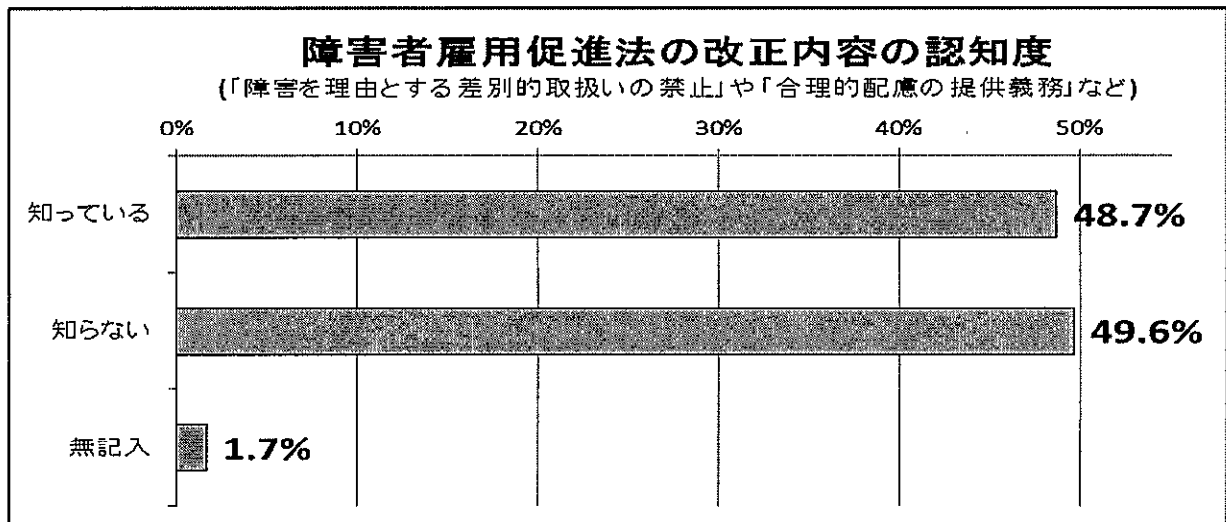 障害者雇用促進法の改正内容の認知度
(「障害を理由とする差別的取扱いの禁止」や「合理的配慮の提供義務」など)
0% 10% 20% 30% 40% 50%
知っている 48.7%
知らない 49.6%
無記入 1.7%